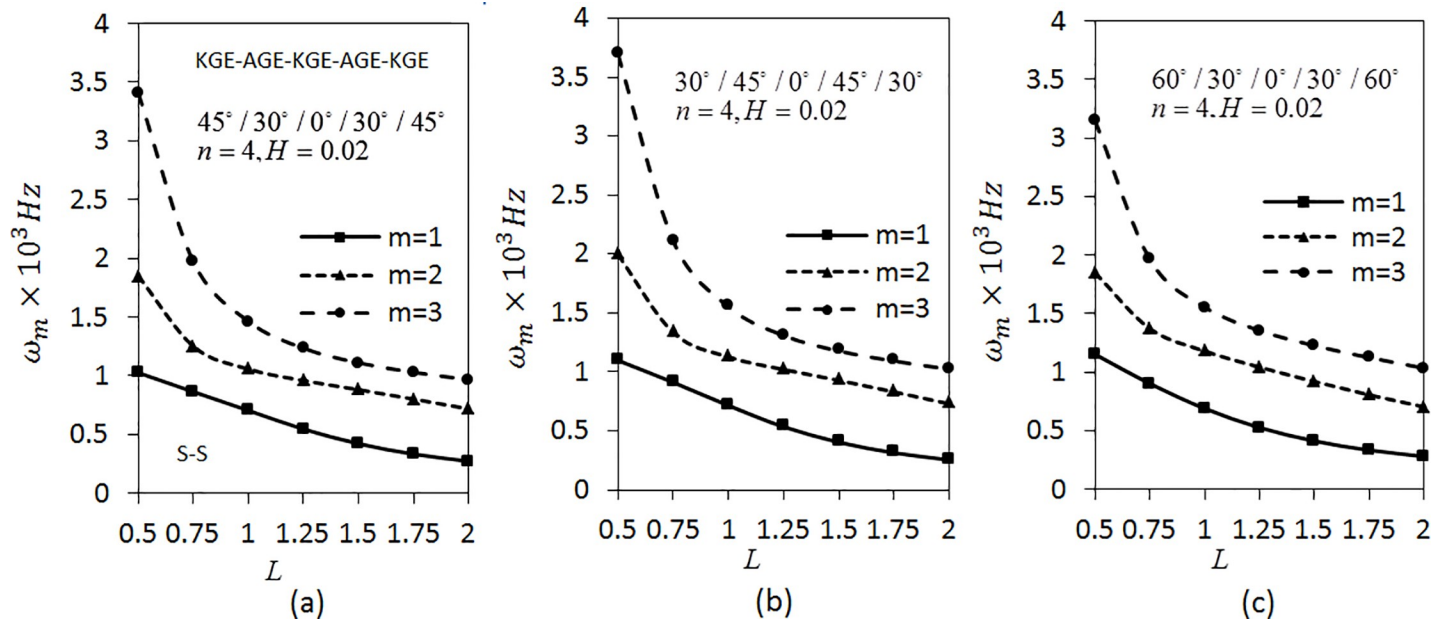 4
3.5
3
2.5
2
1.5
1
0.5
0
ω_m × 10³ Hz
KGE-AGE-KGE-AGE-KGE
45° / 30° / 0° / 30° / 45°
n = 4, H = 0.02
m=1
m=2
m=3
S-S
0.5 0.75 1 1.25 1.5 1.75 2
L
(a)
4
3.5
3
2.5
2
1.5
1
0.5
0
ω_m × 10³ Hz
30° / 45° / 0° / 45° / 30°
n = 4, H = 0.02
m=1
m=2
m=3
0.5 0.75 1 1.25 1.5 1.75 2
L
(b)
4
3.5
3
2.5
2
1.5
1
0.5
0
ω_m × 10³ Hz
60° / 30° / 0° / 30° / 60°
n = 4. H = 0.02
m=1
m=2
m=3
0.5 0.75 1 1.25 1.5 1.75 2
L
(c)